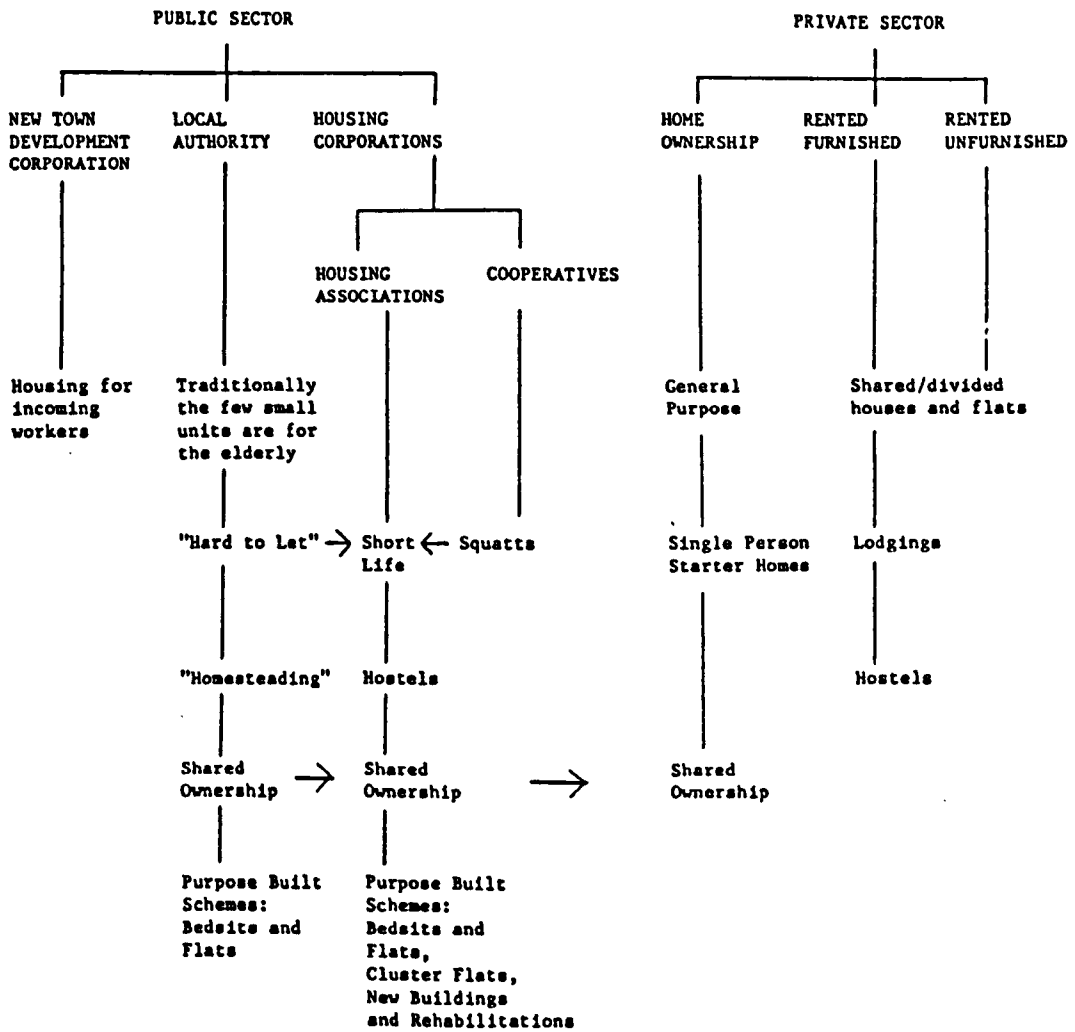 PUBLIC SECTOR
PRIVATE SECTOR
NEW TOWN
DEVELOPMENT
CORPORATION
LOCAL
AUTHORITY
HOUSING
CORPORATIONS
HOME
OWNERSHIP
RENTED
FURNISHED
RENTED
UNFURNISHED
HOUSING
ASSOCIATIONS
COOPERATIVES
Housing for
incoming
workers
Traditionally
the few small
units are for
the elderly
General
Purpose
Shared/divided
houses and flats
"Hard to Let"
Short
Life
Squatts
Single Person
Starter Homes
Lodgings
"Homesteading"
Hostels
Hostels
Shared
Ownership
Shared
Ownership
Shared
Ownership
Purpose Built
Schemes:
Bedsits and
Flats
Purpose Built
Schemes:
Bedsits and
Flats,
Cluster Flats,
New Buildings
and Rehabilitations